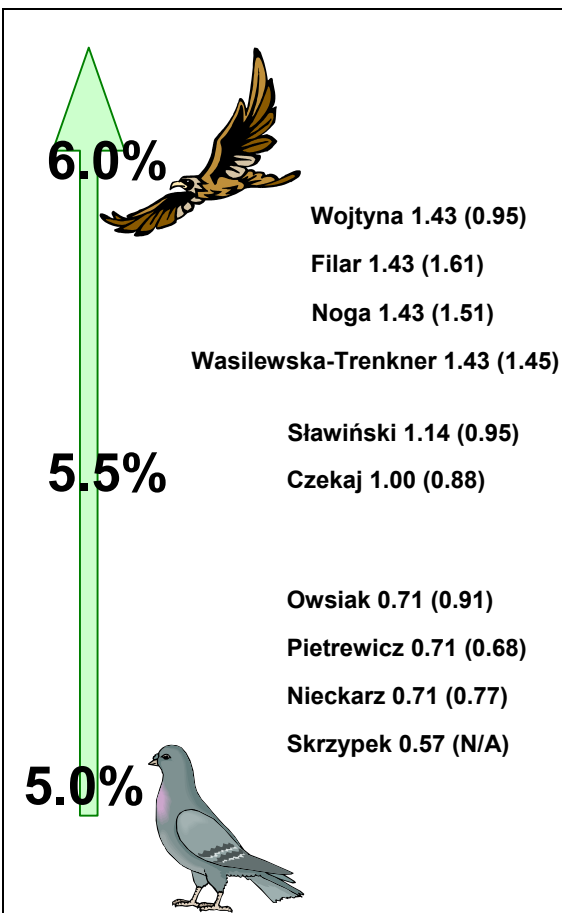 6.0%
Wojtyna 1.43 (0.95)
Filar 1.43 (1.61)
Noga 1.43 (1.51)
Wasilewska-Trenkner 1.43 (1.45)
Sławiński 1.14 (0.95)
5.5%
Czekaj 1.00 (0.88)
Owsiak 0.71 (0.91)
Pietrewicz 0.71 (0.68)
Nieckarz 0.71 (0.77)
Skrzypek 0.57 (N/A)
5.0%